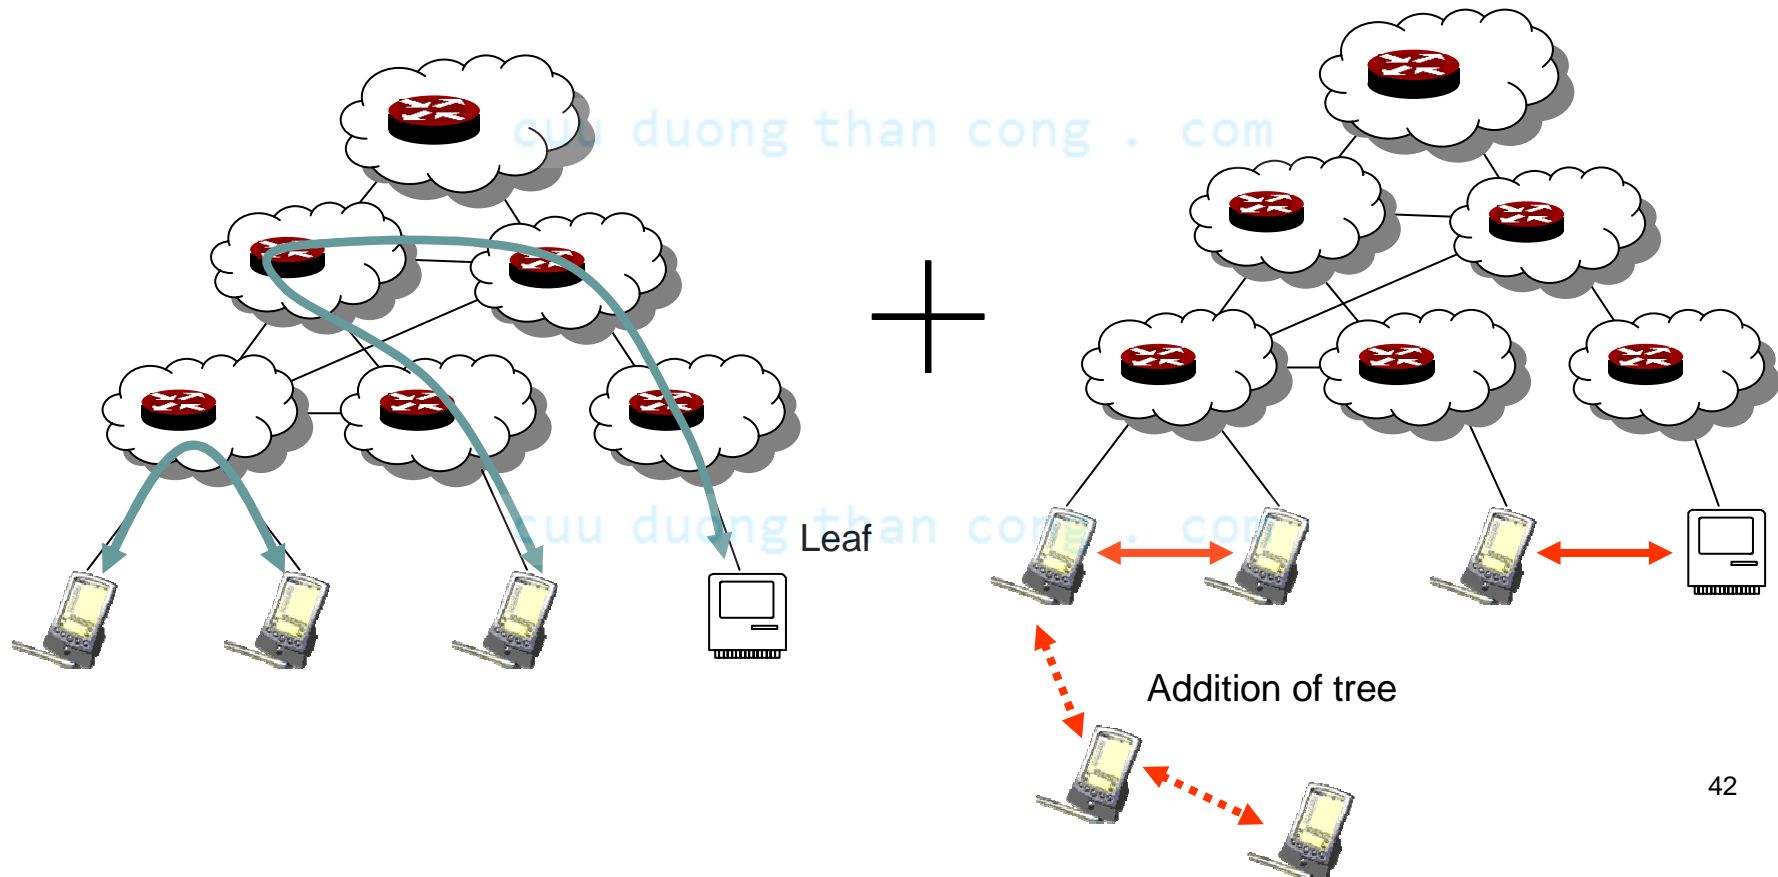 cuu duong than cong . com
cuu duong than cong . com
Leaf
Addition of tree
42